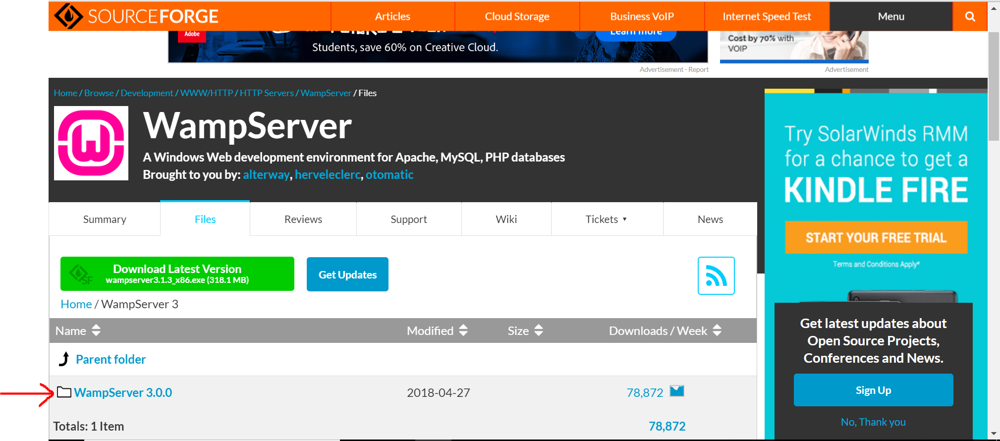 SOURCEFORGE
Articles
Cloud Storage
Business VoIP
Internet Speed Test
Menu
Adobe
Learn more
Students, save 60% on Creative Cloud.
Cost by 70% with
VOIP
Advertisement - Report
Advertisement
Home / Browse / Development / WWW/HTTP / HTTP Servers / WampServer / Files
WampServer
A Windows Web development environment for Apache, MySQL, PHP databases
Brought to you by: alterway, herveleclerc, otomatic
Summary
Files
Reviews
Support
Wiki
Tickets ▾
News
Download Latest Version
wampserver3.1.3_x86.exe (318.1 MB)
SF
Get Updates
Home / WampServer 3
Name
Modified
Size
Downloads / Week
Parent folder
WampServer 3.0.0
2018-04-27
78,872
Totals: 1 Item
78,872
Try SolarWinds RMM
for a chance to get a
KINDLE FIRE
START YOUR FREE TRIAL
Terms and Conditions Apply*
Get latest updates about
Open Source Projects,
Conferences and News.
Sign Up
No, Thank you